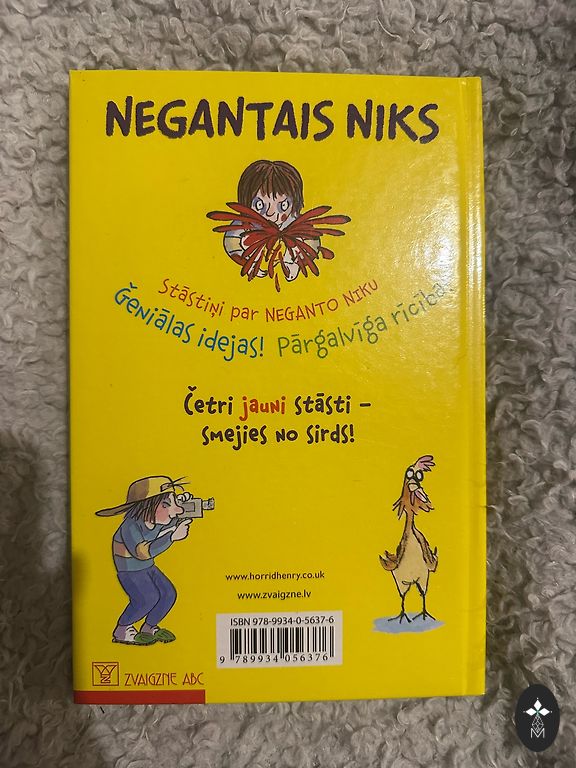 NEGANTAIS NIKS
Stāstiņi par NEGANTO NIKU
Ģeniālas idejas! Pārgalvīga rīcība!
Četri jauni stāsti –
smejies no sirds!
www.horridhenry.co.uk
www.zvaigzne.lv
ISBN 978-9934-0-5637-6
9 789934 056376
ZVAIGZNE ABC
M